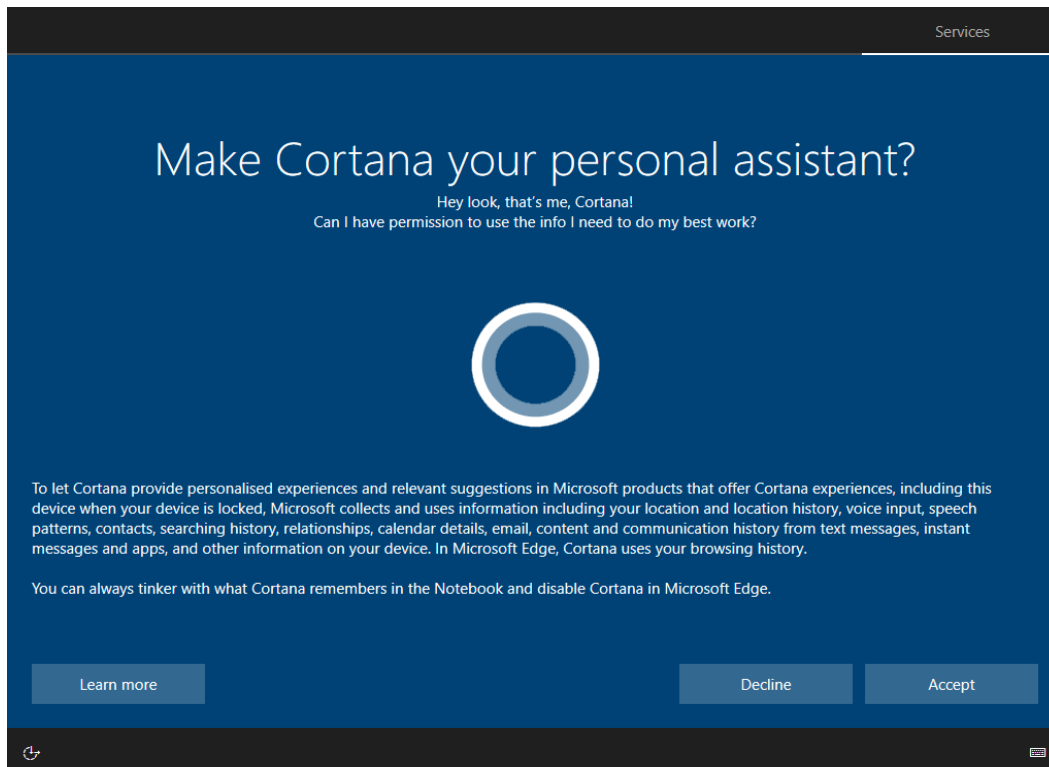 Services
Make Cortana your personal assistant?
Hey look, that's me, Cortana!
Can I have permission to use the info I need to do my best work?
To let Cortana provide personalised experiences and relevant suggestions in Microsoft products that offer Cortana experiences, including this
device when your device is locked, Microsoft collects and uses information including your location and location history, voice input, speech
patterns, contacts, searching history, relationships, calendar details, email, content and communication history from text messages, instant
messages and apps, and other information on your device. In Microsoft Edge, Cortana uses your browsing history.
You can always tinker with what Cortana remembers in the Notebook and disable Cortana in Microsoft Edge.
Learn more
Decline
Accept